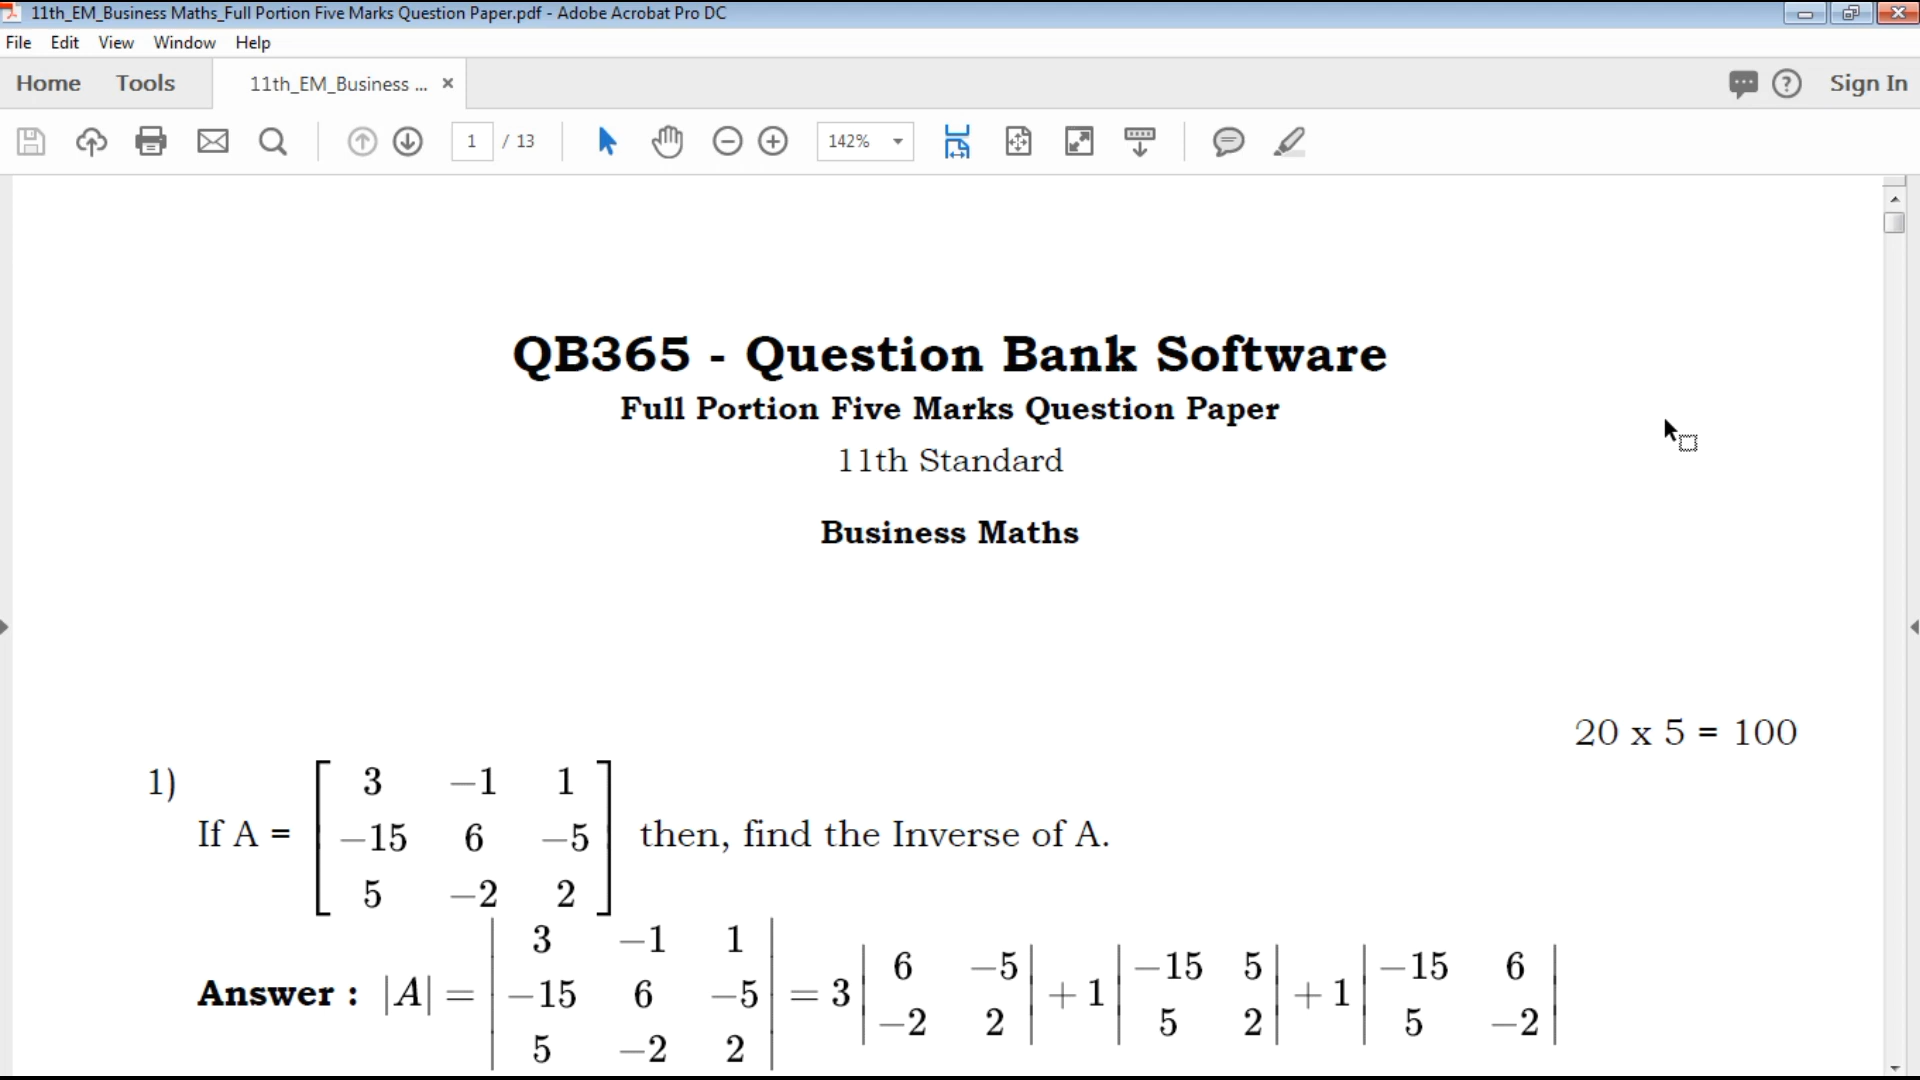 11th_EM_Business Maths_Full Portion Five Marks Question Paper.pdf - Adobe Acrobat Pro DC
File Edit View Window Help
Home Tools 11th_EM_Business ... × Sign In
1 / 13 142%
QB365 - Question Bank Software
Full Portion Five Marks Question Paper
11th Standard
Business Maths
20 x 5 = 100
1)
3 −1 1
If A = −15 6 −5 then, find the Inverse of A.
5 −2 2
3 −1 1
6 −5 −15 5 −15 6
Answer : |A| = −15 6 −5 = 3 +1 +1
−2 2 5 2 5 −2
5 −2 2